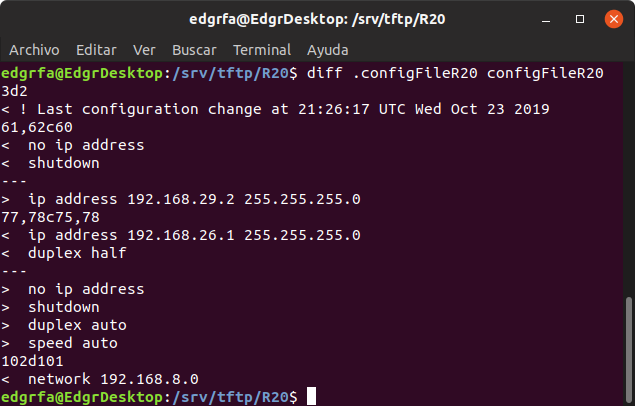 edgrfa@EdgrDesktop: /srv/tftp/R20
Archivo Editar Ver Buscar Terminal Ayuda
edgrfa@EdgrDesktop:/srv/tftp/R20$ diff .configFileR20 configFileR20
3d2
< ! Last configuration change at 21:26:17 UTC Wed Oct 23 2019
61,62c60
<  no ip address
<  shutdown
---
>  ip address 192.168.29.2 255.255.255.0
77,78c75,78
<  ip address 192.168.26.1 255.255.255.0
<  duplex half
---
>  no ip address
>  shutdown
>  duplex auto
>  speed auto
102d101
<  network 192.168.8.0
edgrfa@EdgrDesktop:/srv/tftp/R20$